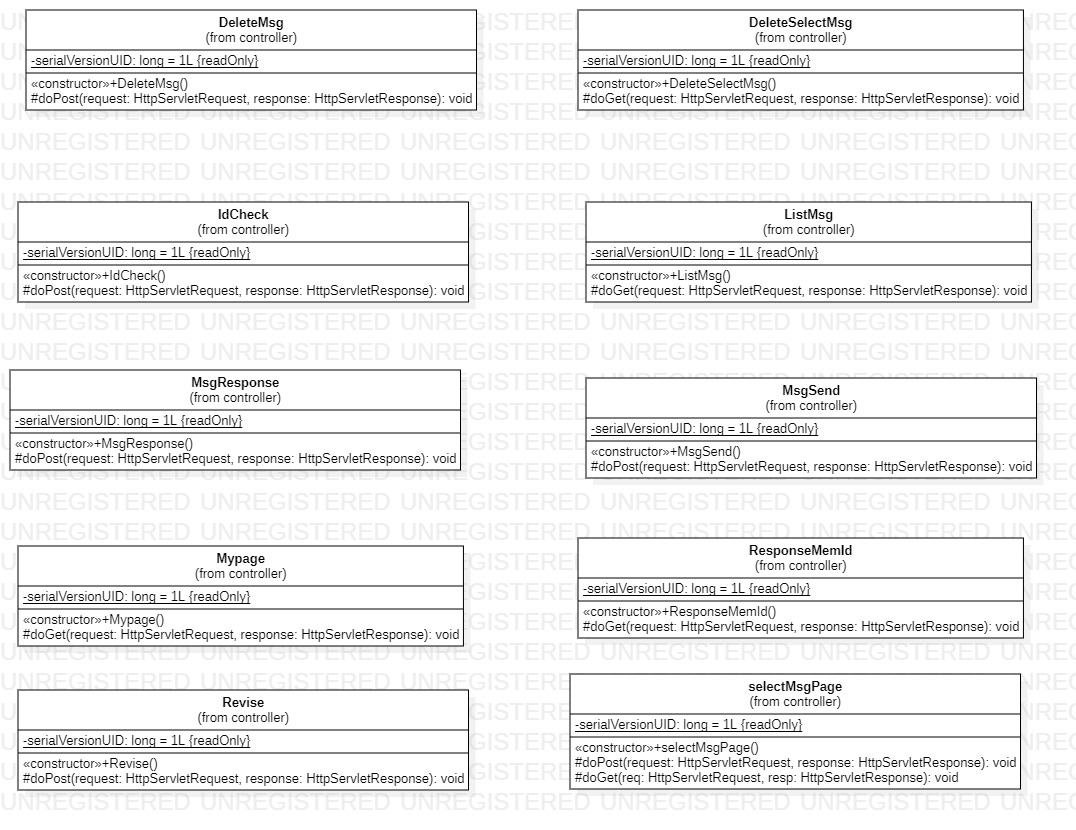 DeleteMsg
(from controller)
-serialVersionUID: long = 1L {readOnly}
«constructor»+DeleteMsg()
#doPost(request: HttpServletRequest, response: HttpServletResponse): void
DeleteSelectMsg
(from controller)
-serialVersionUID: long = 1L {readOnly}
«constructor»+DeleteSelectMsg()
#doGet(request: HttpServletRequest, response: HttpServletResponse): void
IdCheck
(from controller)
-serialVersionUID: long = 1L {readOnly}
«constructor»+IdCheck()
#doPost(request: HttpServletRequest, response: HttpServletResponse): void
ListMsg
(from controller)
-serialVersionUID: long = 1L {readOnly}
«constructor»+ListMsg()
#doGet(request: HttpServletRequest, response: HttpServletResponse): void
MsgResponse
(from controller)
-serialVersionUID: long = 1L {readOnly}
«constructor»+MsgResponse()
#doPost(request: HttpServletRequest, response: HttpServletResponse): void
MsgSend
(from controller)
-serialVersionUID: long = 1L {readOnly}
«constructor»+MsgSend()
#doPost(request: HttpServletRequest, response: HttpServletResponse): void
Mypage
(from controller)
-serialVersionUID: long = 1L {readOnly}
«constructor»+Mypage()
#doGet(request: HttpServletRequest, response: HttpServletResponse): void
ResponseMemId
(from controller)
-serialVersionUID: long = 1L {readOnly}
«constructor»+ResponseMemId()
#doGet(request: HttpServletRequest, response: HttpServletResponse): void
Revise
(from controller)
-serialVersionUID: long = 1L {readOnly}
«constructor»+Revise()
#doPost(request: HttpServletRequest, response: HttpServletResponse): void
selectMsgPage
(from controller)
-serialVersionUID: long = 1L {readOnly}
«constructor»+selectMsgPage()
#doPost(request: HttpServletRequest, response: HttpServletResponse): void
#doGet(req: HttpServletRequest, resp: HttpServletResponse): void
UNREGISTERED UNREGISTERED UNREGISTERED UNREGISTERED UNREGISTERED